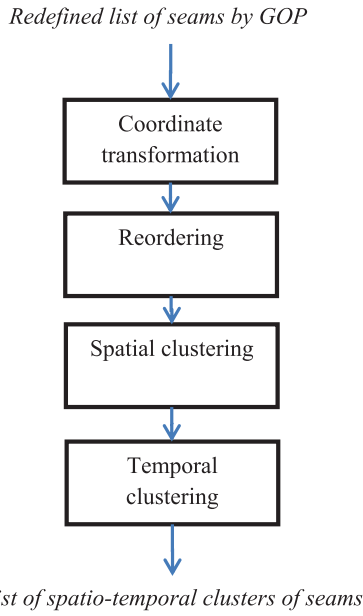 Redefined list of seams by GOP
Coordinate
transformation
Reordering
Spatial clustering
Temporal
clustering
ist of spatio-temporal clusters of seams